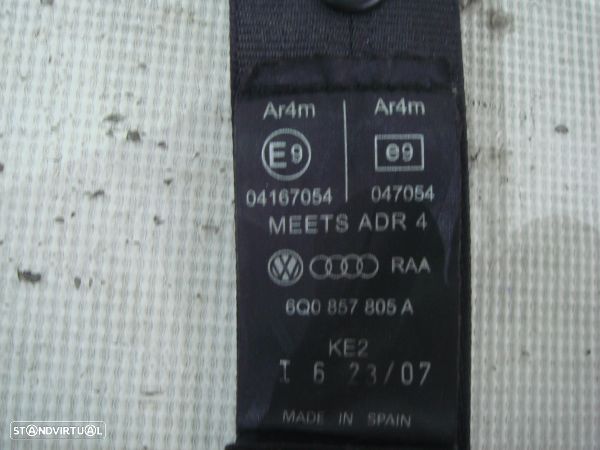 Ar4m Ar4m
E9 e9
04167054 047054
MEETS ADR 4
RAA
6Q0 857 805 A
KE2
I 6 23/07
MADE IN SPAIN
STANDVIRTUAL